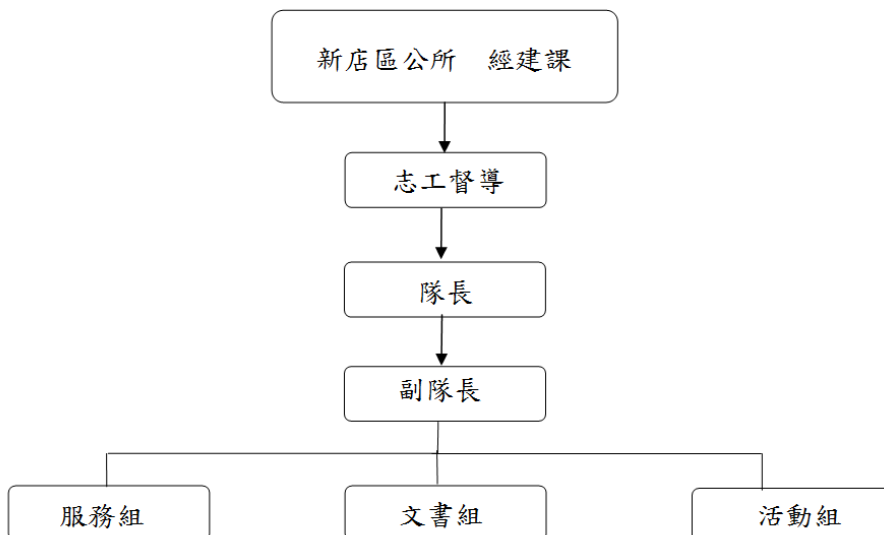 新店區公所　經建課
志工督導
隊長
副隊長
服務組
文書組
活動組